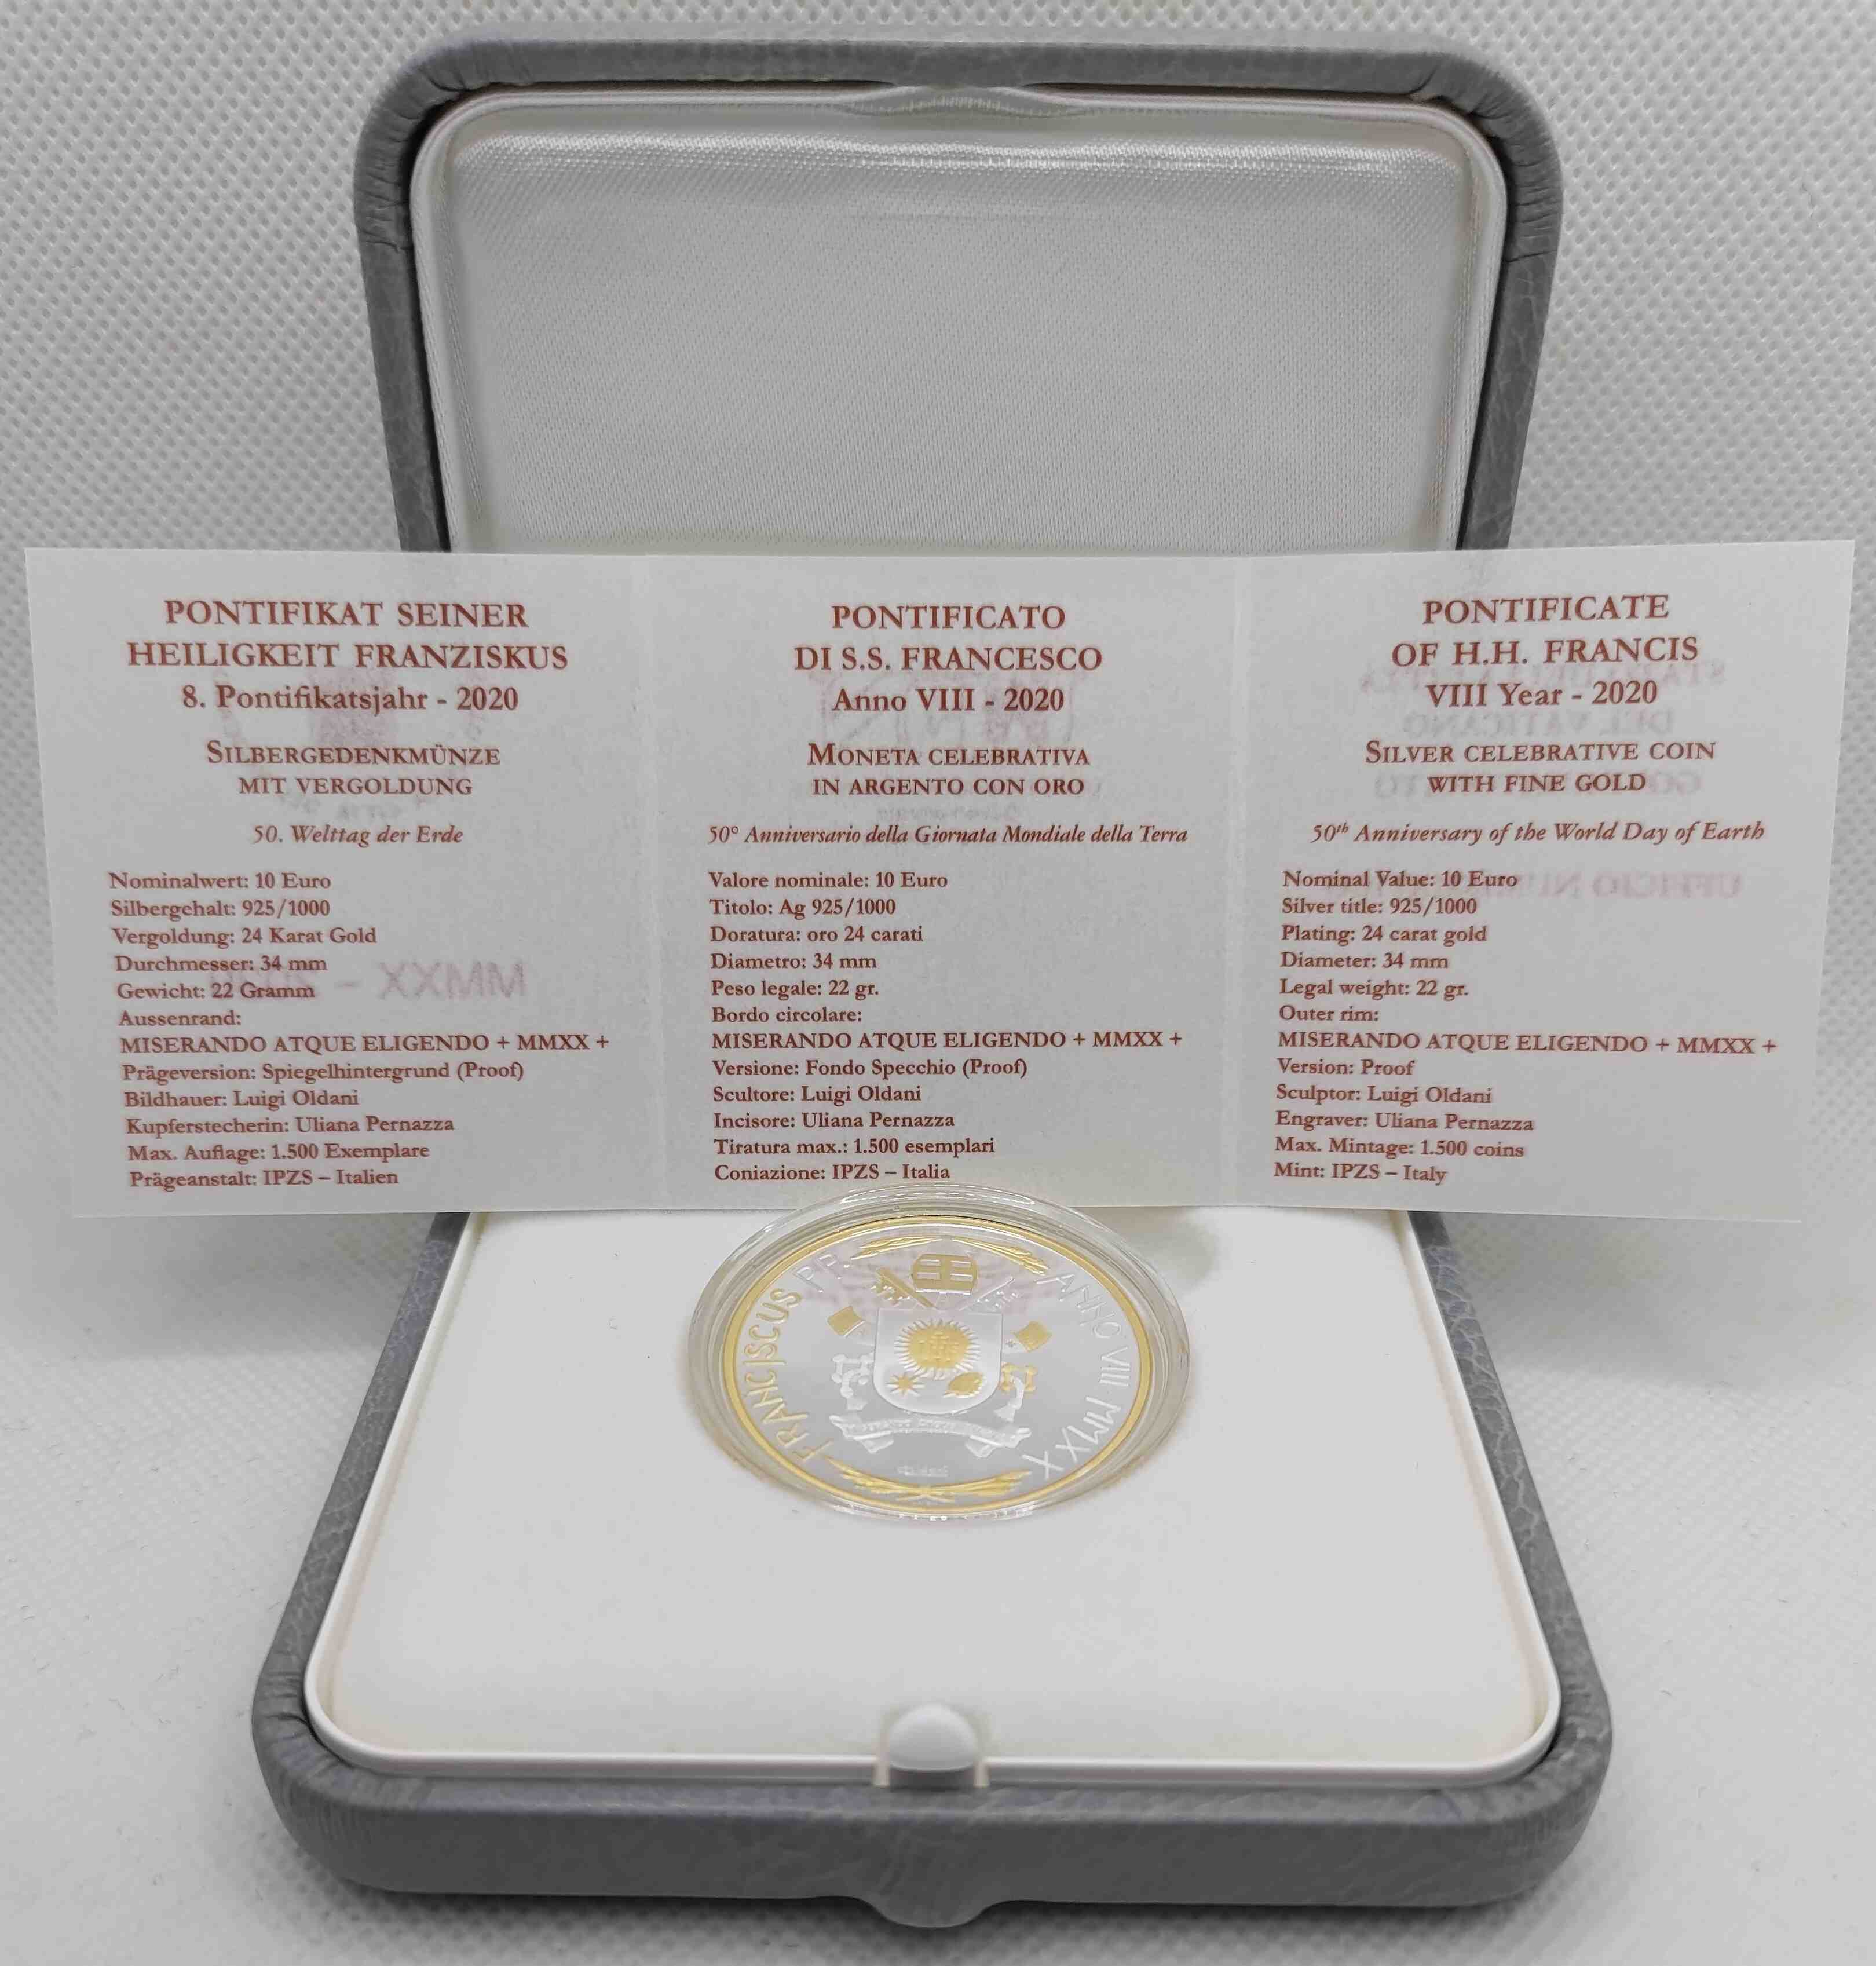 PONTIFIKAT SEINER
HEILIGKEIT FRANZISKUS
8. Pontifikatsjahr - 2020
SILBERGEDENKMÜNZE
MIT VERGOLDUNG
50. Welttag der Erde
Nominalwert: 10 Euro
Silbergehalt: 925/1000
Vergoldung: 24 Karat Gold
Durchmesser: 34 mm
Gewicht: 22 Gramm
Aussenrand:
MISERANDO ATQUE ELIGENDO + MMXX +
Prägeversion: Spiegelhintergrund (Proof)
Bildhauer: Luigi Oldani
Kupferstecherin: Uliana Pernazza
Max. Auflage: 1.500 Exemplare
Prägeanstalt: IPZS – Italien
PONTIFICATO
DI S.S. FRANCESCO
Anno VIII - 2020
MONETA CELEBRATIVA
IN ARGENTO CON ORO
50° Anniversario della Giornata Mondiale della Terra
Valore nominale: 10 Euro
Titolo: Ag 925/1000
Doratura: oro 24 carati
Diametro: 34 mm
Peso legale: 22 gr.
Bordo circolare:
MISERANDO ATQUE ELIGENDO + MMXX +
Versione: Fondo Specchio (Proof)
Scultore: Luigi Oldani
Incisore: Uliana Pernazza
Tiratura max.: 1.500 esemplari
Coniazione: IPZS – Italia
PONTIFICATE
OF H.H. FRANCIS
VIII Year - 2020
SILVER CELEBRATIVE COIN
WITH FINE GOLD
50th Anniversary of the World Day of Earth
Nominal Value: 10 Euro
Silver title: 925/1000
Plating: 24 carat gold
Diameter: 34 mm
Legal weight: 22 gr.
Outer rim:
MISERANDO ATQUE ELIGENDO + MMXX +
Version: Proof
Sculptor: Luigi Oldani
Engraver: Uliana Pernazza
Max. Mintage: 1.500 coins
Mint: IPZS – Italy
FRANCISCUS PP. ANNO VIII MMXX